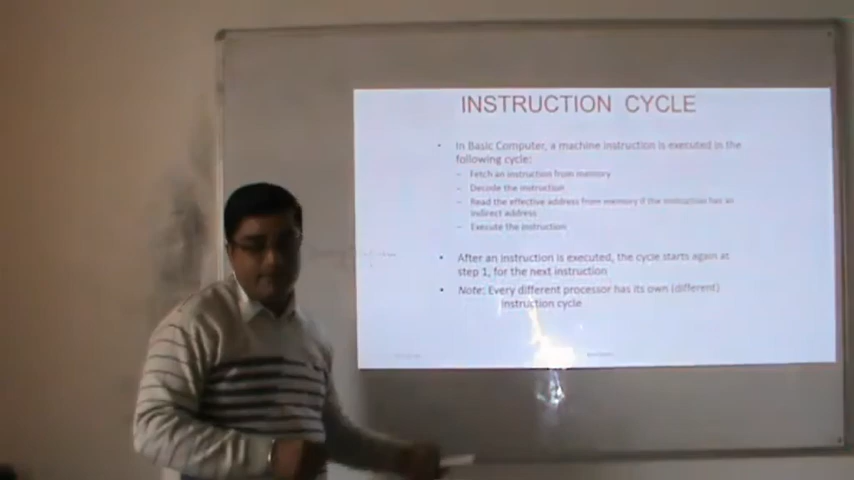 INSTRUCTION CYCLE
• In Basic Computer, a machine instruction is executed in the
following cycle:
– Fetch an instruction from memory
– Decode the instruction
– Read the effective address from memory if the instruction has an
indirect address
– Execute the instruction
• After an instruction is executed, the cycle starts again at
step 1, for the next instruction
• Note: Every different processor has its own (different)
instruction cycle